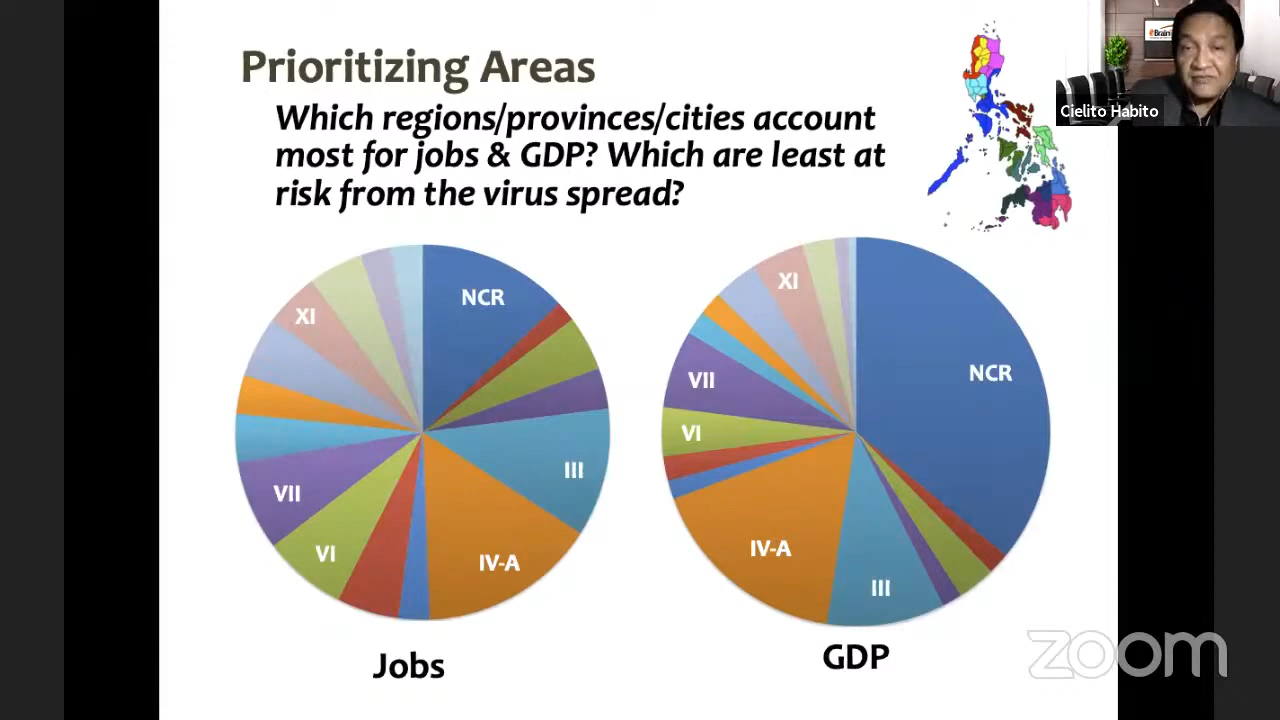 Prioritizing Areas
Which regions/provinces/cities account
most for jobs & GDP? Which are least at
risk from the virus spread?
Cielito Habito
NCR
III
IV-A
VI
VII
XI
Jobs
NCR
III
IV-A
VI
VII
XI
GDP
zoom